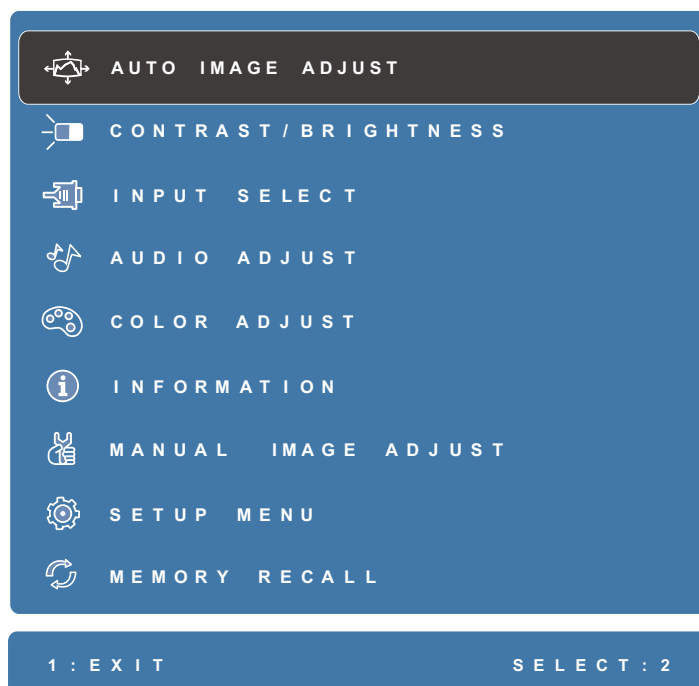 AUTO IMAGE ADJUST
CONTRAST/BRIGHTNESS
INPUT SELECT
AUDIO ADJUST
COLOR ADJUST
INFORMATION
MANUAL IMAGE ADJUST
SETUP MENU
MEMORY RECALL
1:EXIT SELECT:2